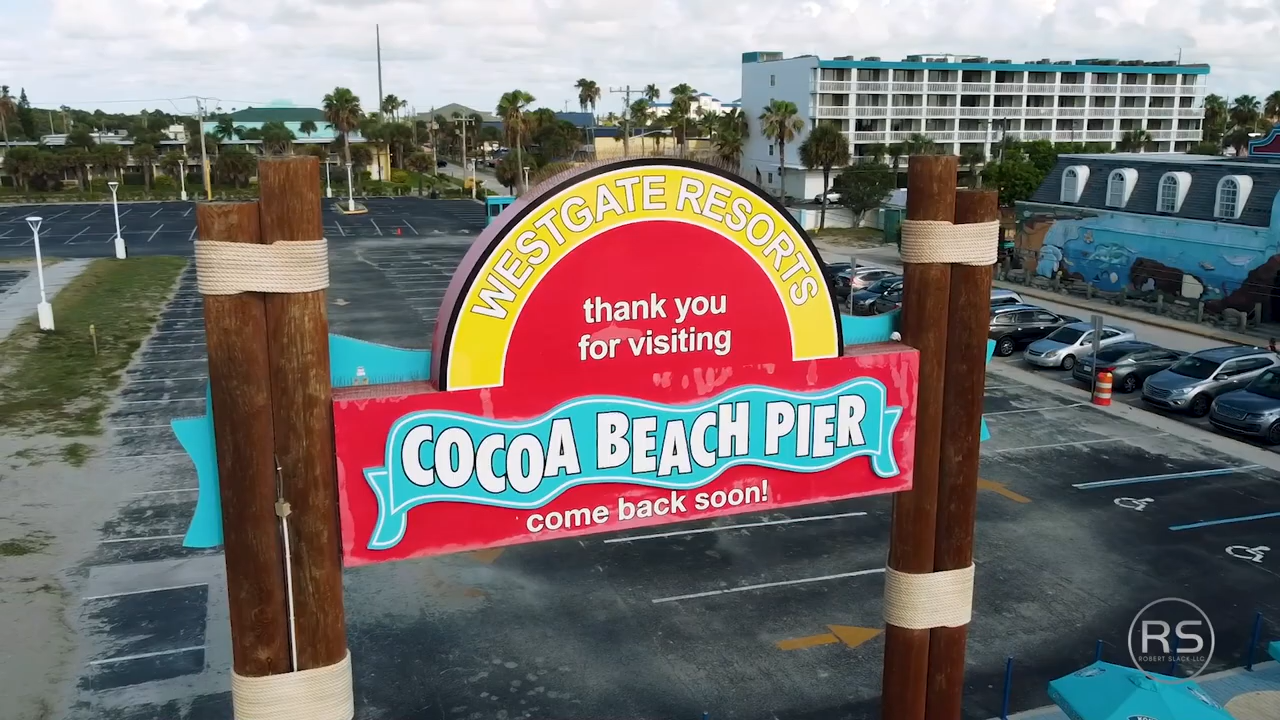 WESTGATE RESORTS
thank you
for visiting
COCOA BEACH PIER
come back soon!
RS
ROBERT SLACK LLC